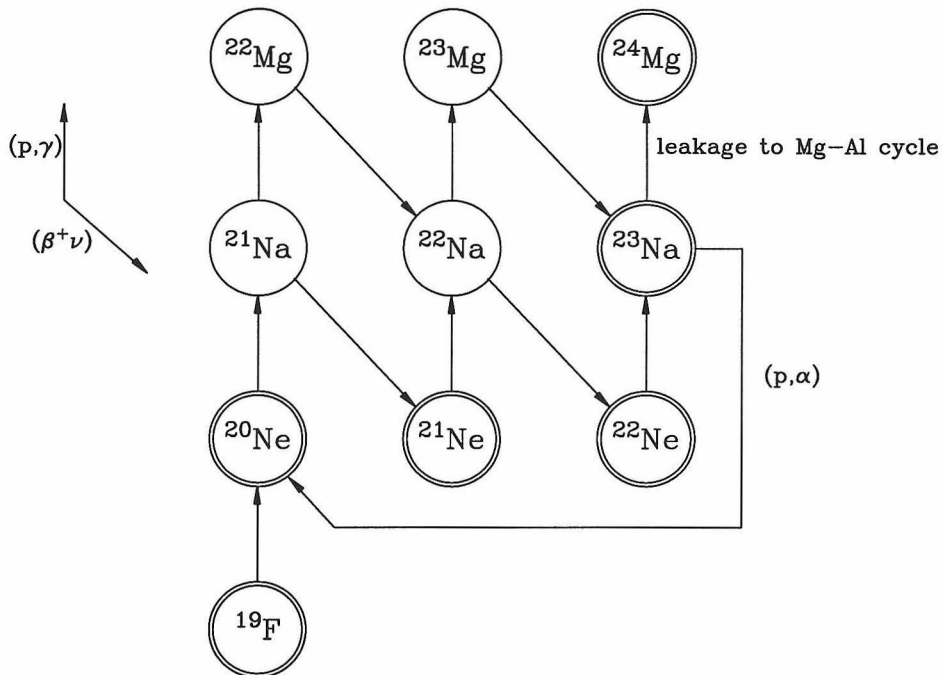 ²²Mg
²³Mg
²⁴Mg
(p,γ)
leakage to Mg–Al cycle
(β⁺ν)
²¹Na
²²Na
²³Na
(p,α)
²⁰Ne
²¹Ne
²²Ne
¹⁹F